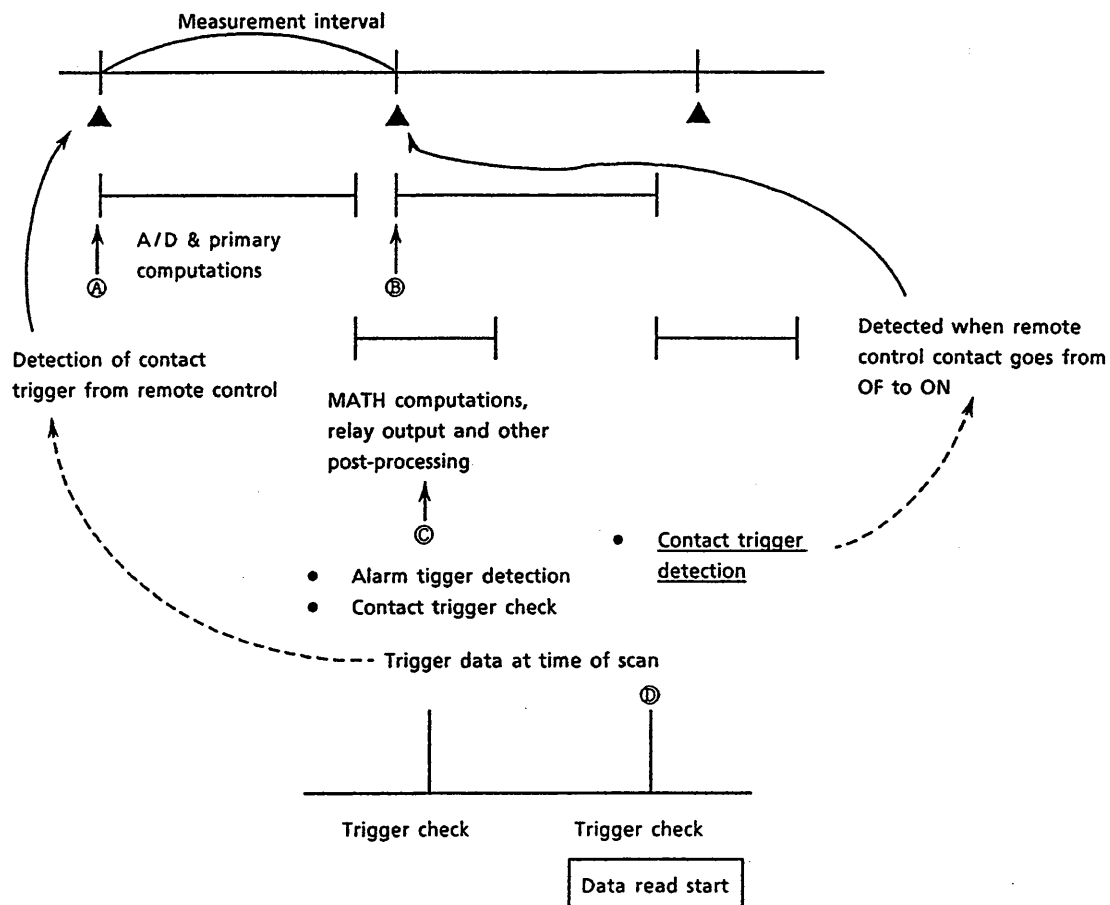 Measurement interval
A/D & primary
computations
Ⓐ
Ⓑ
Detection of contact
trigger from remote control
Detected when remote
control contact goes from
OF to ON
MATH computations,
relay output and other
post-processing
Ⓒ
• Contact trigger
detection
• Alarm tigger detection
• Contact trigger check
Trigger data at time of scan
Ⓓ
Trigger check
Trigger check
Data read start